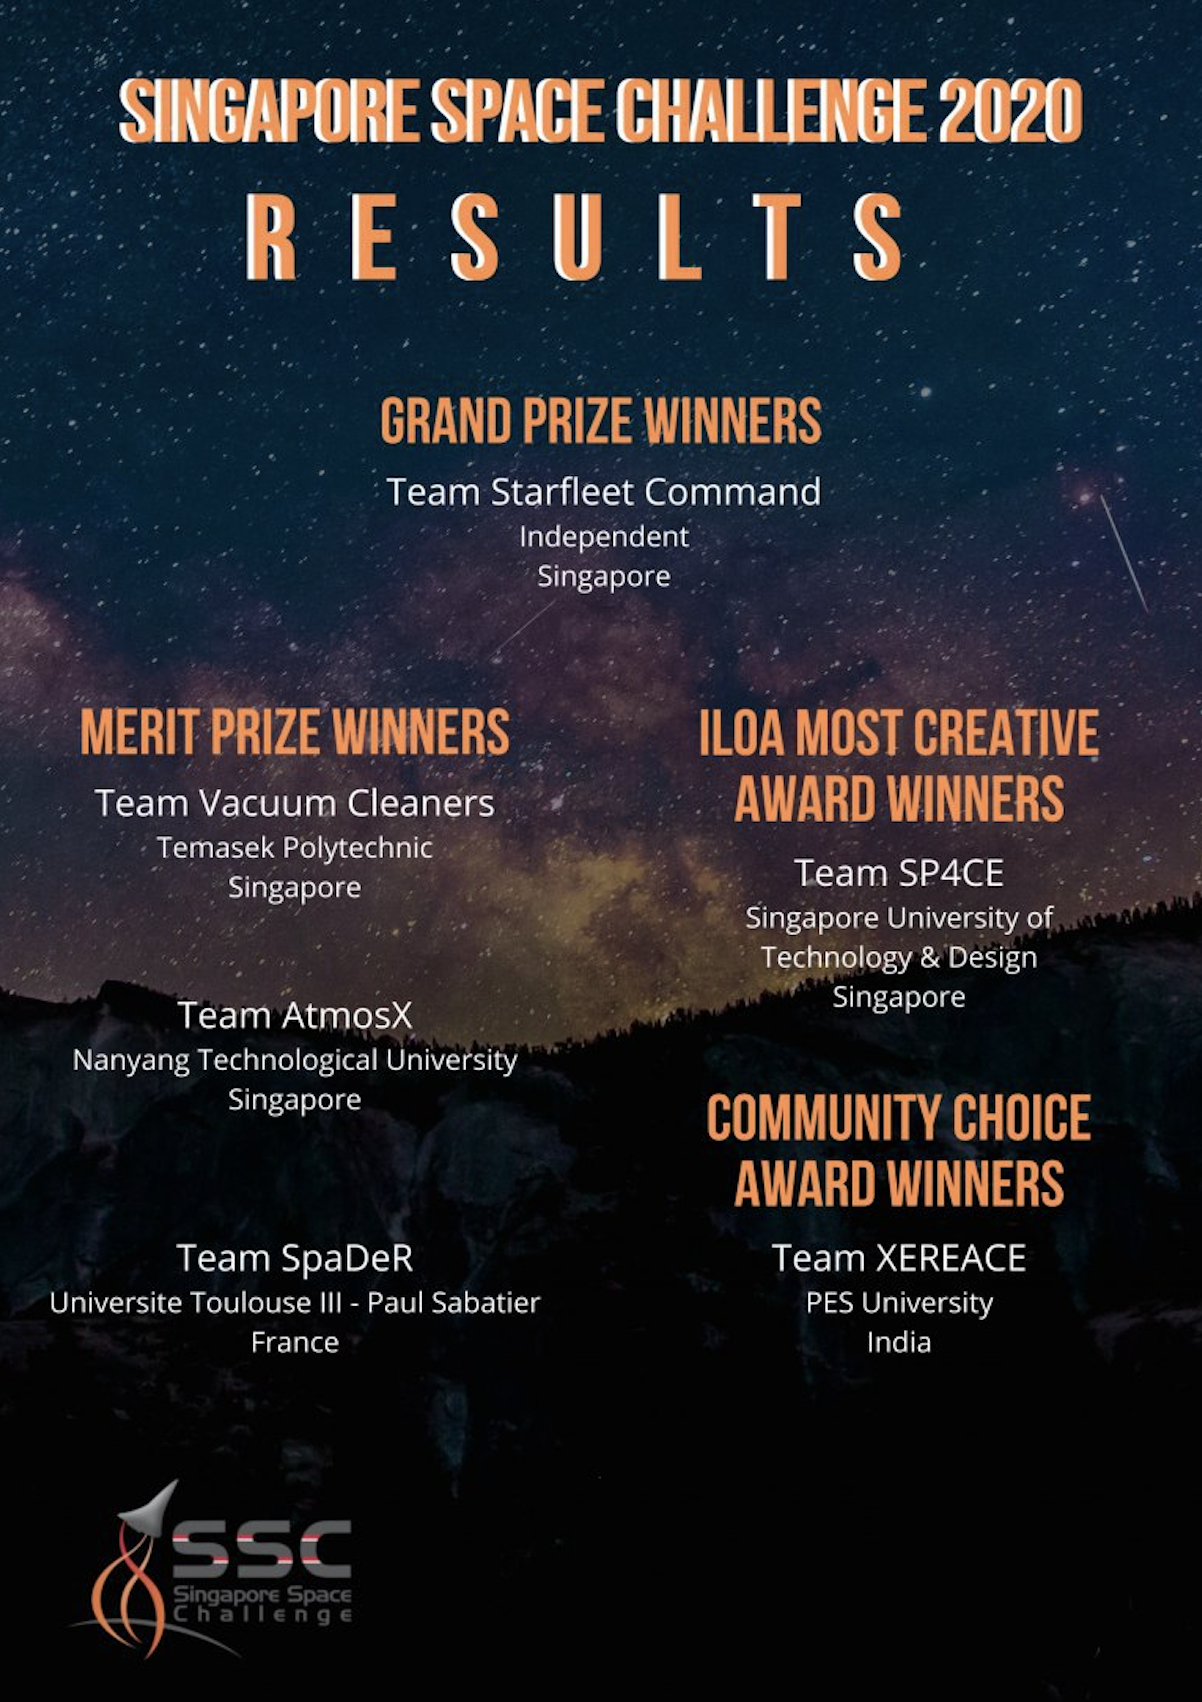 SINGAPORE SPACE CHALLENGE 2020
RESULTS
GRAND PRIZE WINNERS
Team Starfleet Command
Independent
Singapore
MERIT PRIZE WINNERS
Team Vacuum Cleaners
Temasek Polytechnic
Singapore
Team AtmosX
Nanyang Technological University
Singapore
Team SpaDeR
Universite Toulouse III - Paul Sabatier
France
ILOA MOST CREATIVE
AWARD WINNERS
Team SP4CE
Singapore University of
Technology & Design
Singapore
COMMUNITY CHOICE
AWARD WINNERS
Team XEREACE
PES University
India
SSC
Singapore Space
Challenge